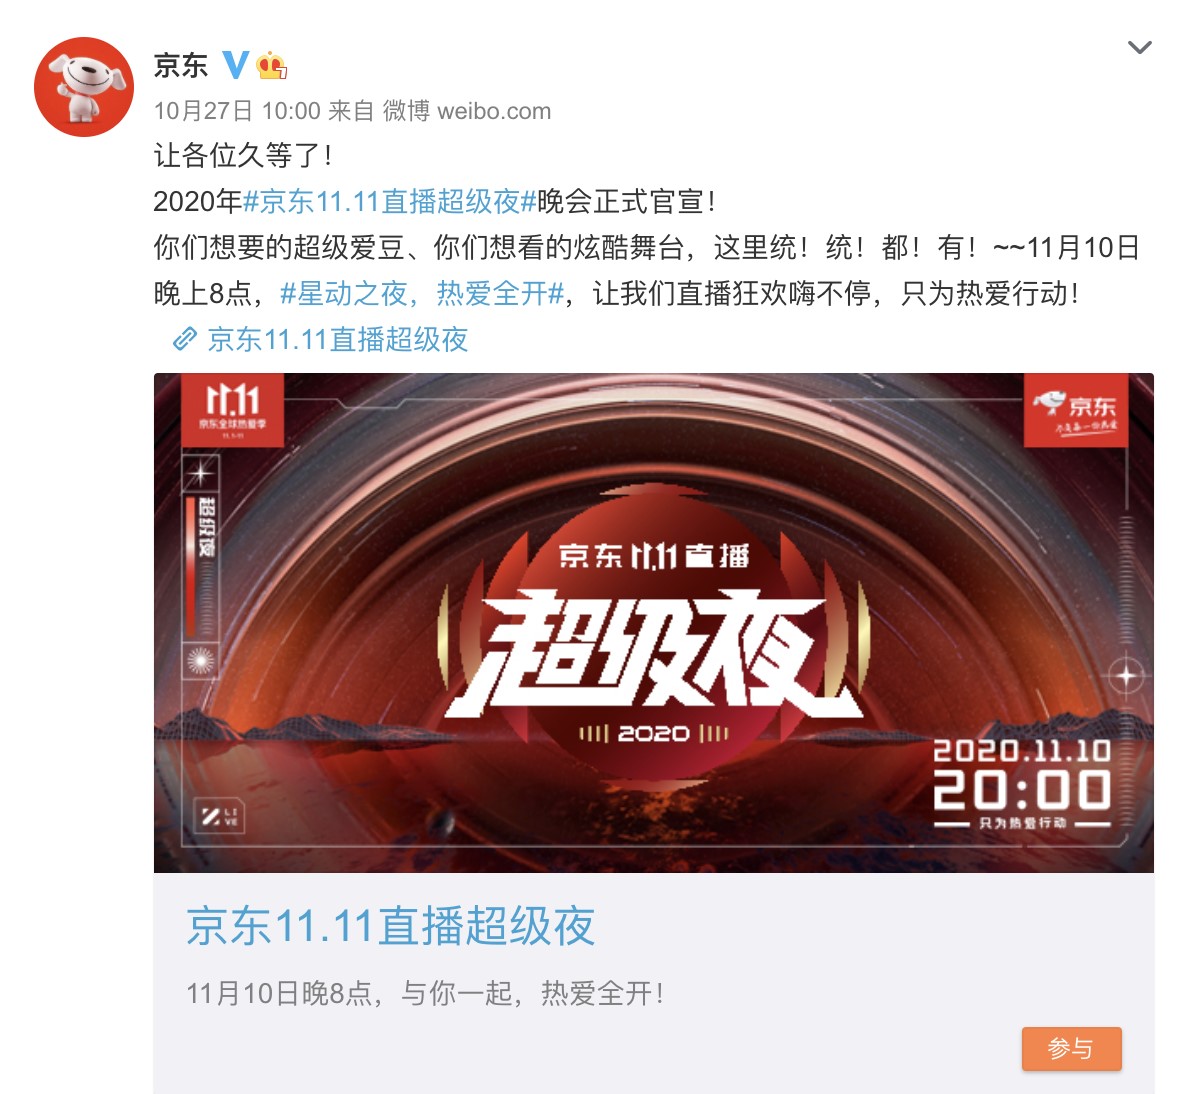 京东
10月27日 10:00 来自 微博 weibo.com
让各位久等了！
2020年#京东11.11直播超级夜#晚会正式官宣！
你们想要的超级爱豆、你们想看的炫酷舞台，这里统！统！都！有！~~11月10日
晚上8点，#星动之夜，热爱全开#，让我们直播狂欢嗨不停，只为热爱行动！
京东11.11直播超级夜
11.11
京东全球热爱季
京东
超级夜
京东11.11直播
超级夜
2020
2020.11.10
20:00
只为热爱行动
LIVE
京东11.11直播超级夜
11月10日晚8点，与你一起，热爱全开！
参与